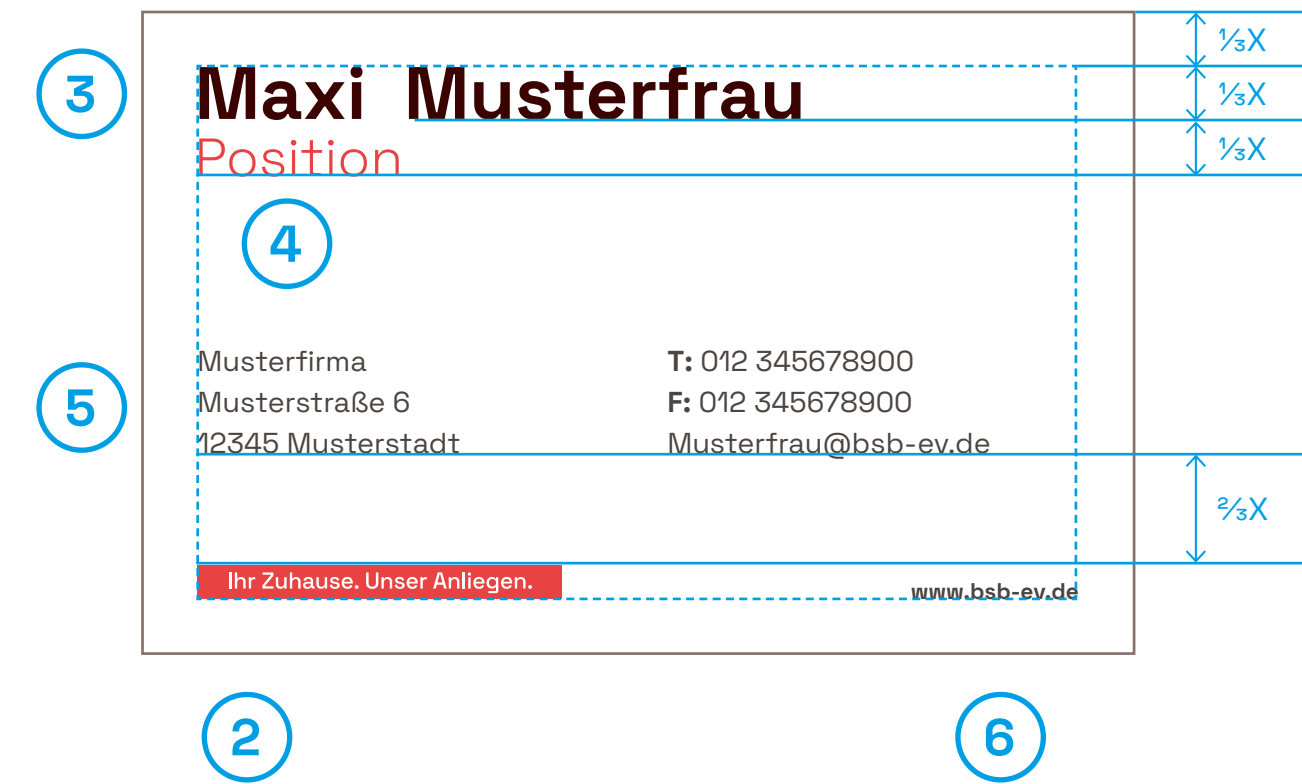 3
Maxi Musterfrau
⅓X
⅓X
Position
⅓X
4
5
Musterfirma
Musterstraße 6
12345 Musterstadt
T: 012 345678900
F: 012 345678900
Musterfrau@bsb-ev.de
⅔X
Ihr Zuhause. Unser Anliegen.
www.bsb-ev.de
2
6